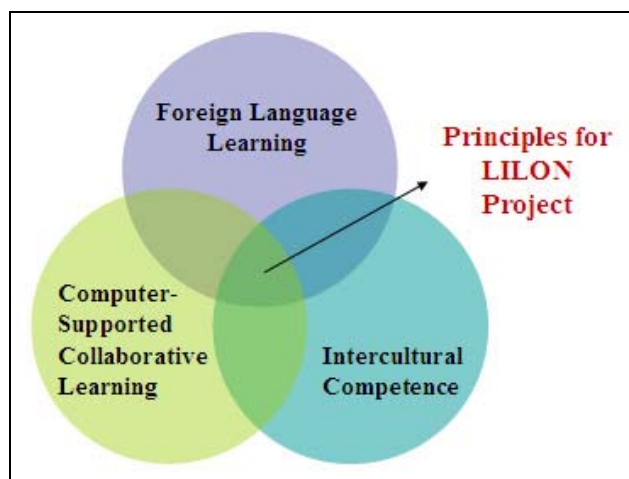 Foreign Language
Learning
Principles for
LILON
Project
Computer-
Supported
Collaborative
Learning
Intercultural
Competence